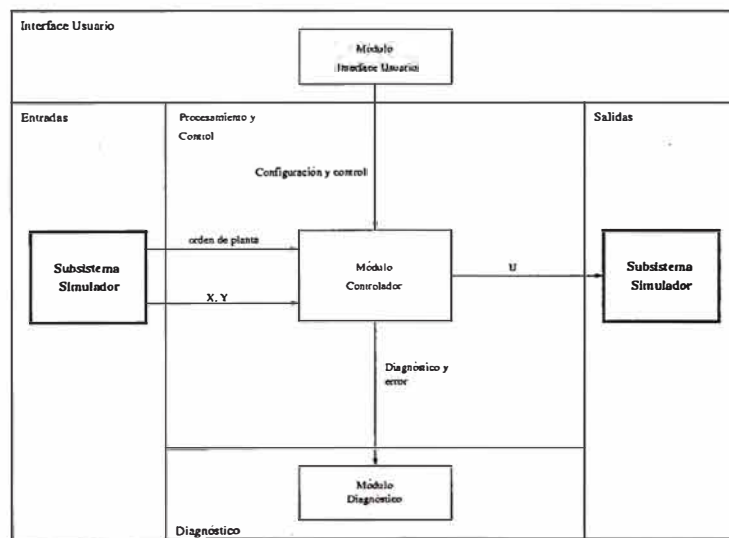 Interface Usuario
Módulo
Interface Usuario
Entradas
Procesamiento y
Control
Salidas
Configuración y control
orden de planta
Subsistema
Simulador
X, Y
Módulo
Controlador
U
Subsistema
Simulador
Diagnóstico y
error
Módulo
Diagnóstico
Diagnóstico